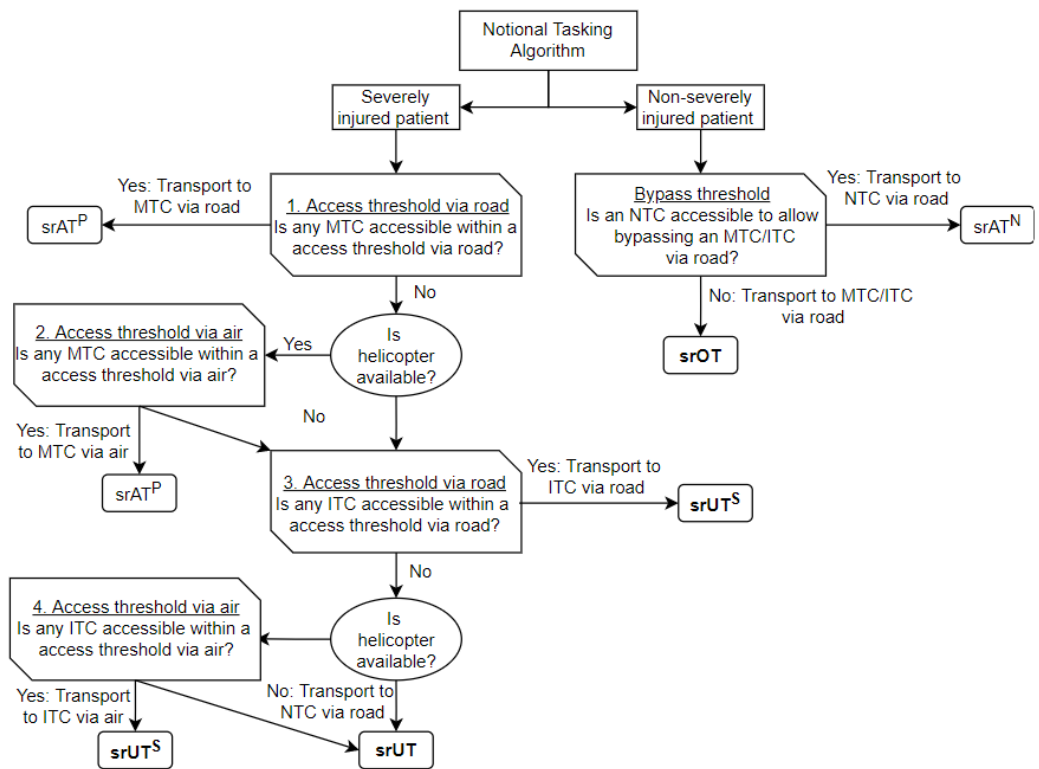 Notional Tasking
Algorithm
Severely
injured patient
Non-severely
injured patient
Yes: Transport to
MTC via road
srATᴾ
1. Access threshold via road
Is any MTC accessible within a
access threshold via road?
Bypass threshold
Is an NTC accessible to allow
bypassing an MTC/ITC
via road?
Yes: Transport to
NTC via road
srATᴺ
No
No: Transport to MTC/ITC
via road
srOT
2. Access threshold via air
Is any MTC accessible within a
access threshold via air?
Yes
Is
helicopter
available?
No
Yes: Transport
to MTC via air
srATᴾ
3. Access threshold via road
Is any ITC accessible within a
access threshold via road?
Yes: Transport to
ITC via road
srUTˢ
No
4. Access threshold via air
Is any ITC accessible within a
access threshold via air?
Is
helicopter
available?
Yes: Transport
to ITC via air
No: Transport to
NTC via road
srUTˢ
srUT